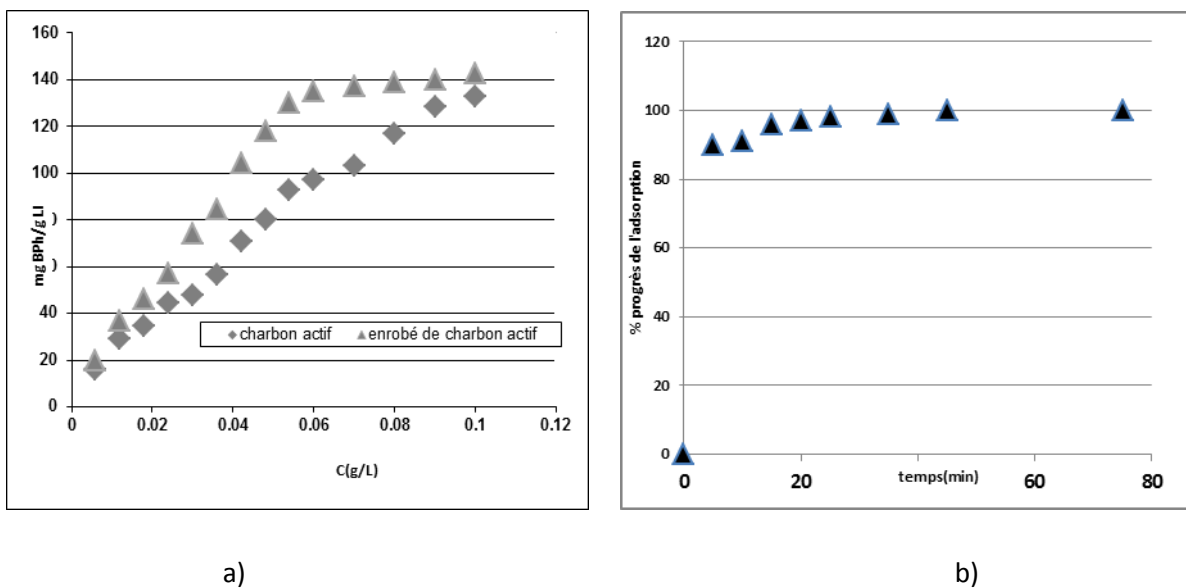 160
140
120
100
)
)
40
20
0
mg BPh/g LI
charbon actif enrobé de charbon actif
0 0.02 0.04 0.06 0.08 0.1 0.12
C(g/L)
a)
120
100
80
60
40
20
0
% progrès de l'adsorption
0 20 temps(min) 60 80
b)